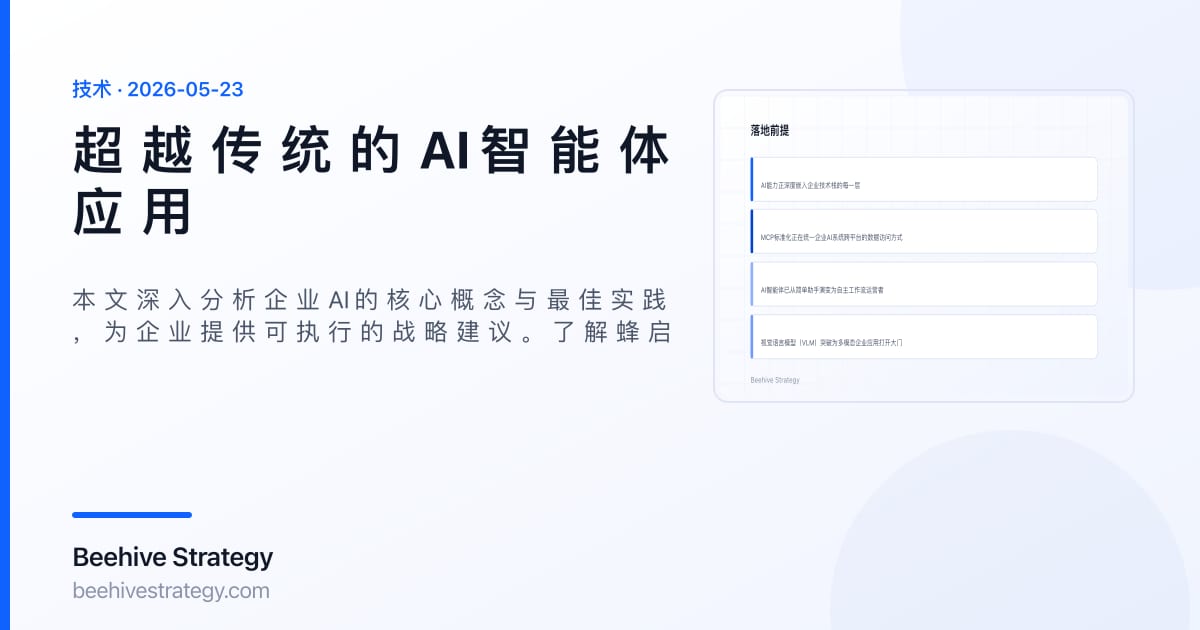 技术 · 2026-05-23
超越传统的AI智能体
应用
本文深入分析企业AI的核心概念与最佳实践
，为企业提供可执行的战略建议。了解蜂启
Beehive Strategy
beehivestrategy.com
落地前提
AI能力正深度嵌入企业技术栈的每一层
MCP标准化正在统一企业AI系统跨平台的数据访问方式
AI智能体已从简单助手演变为自主工作流运营者
视觉语言模型（VLM）突破为多模态企业应用打开大门
Beehive Strategy